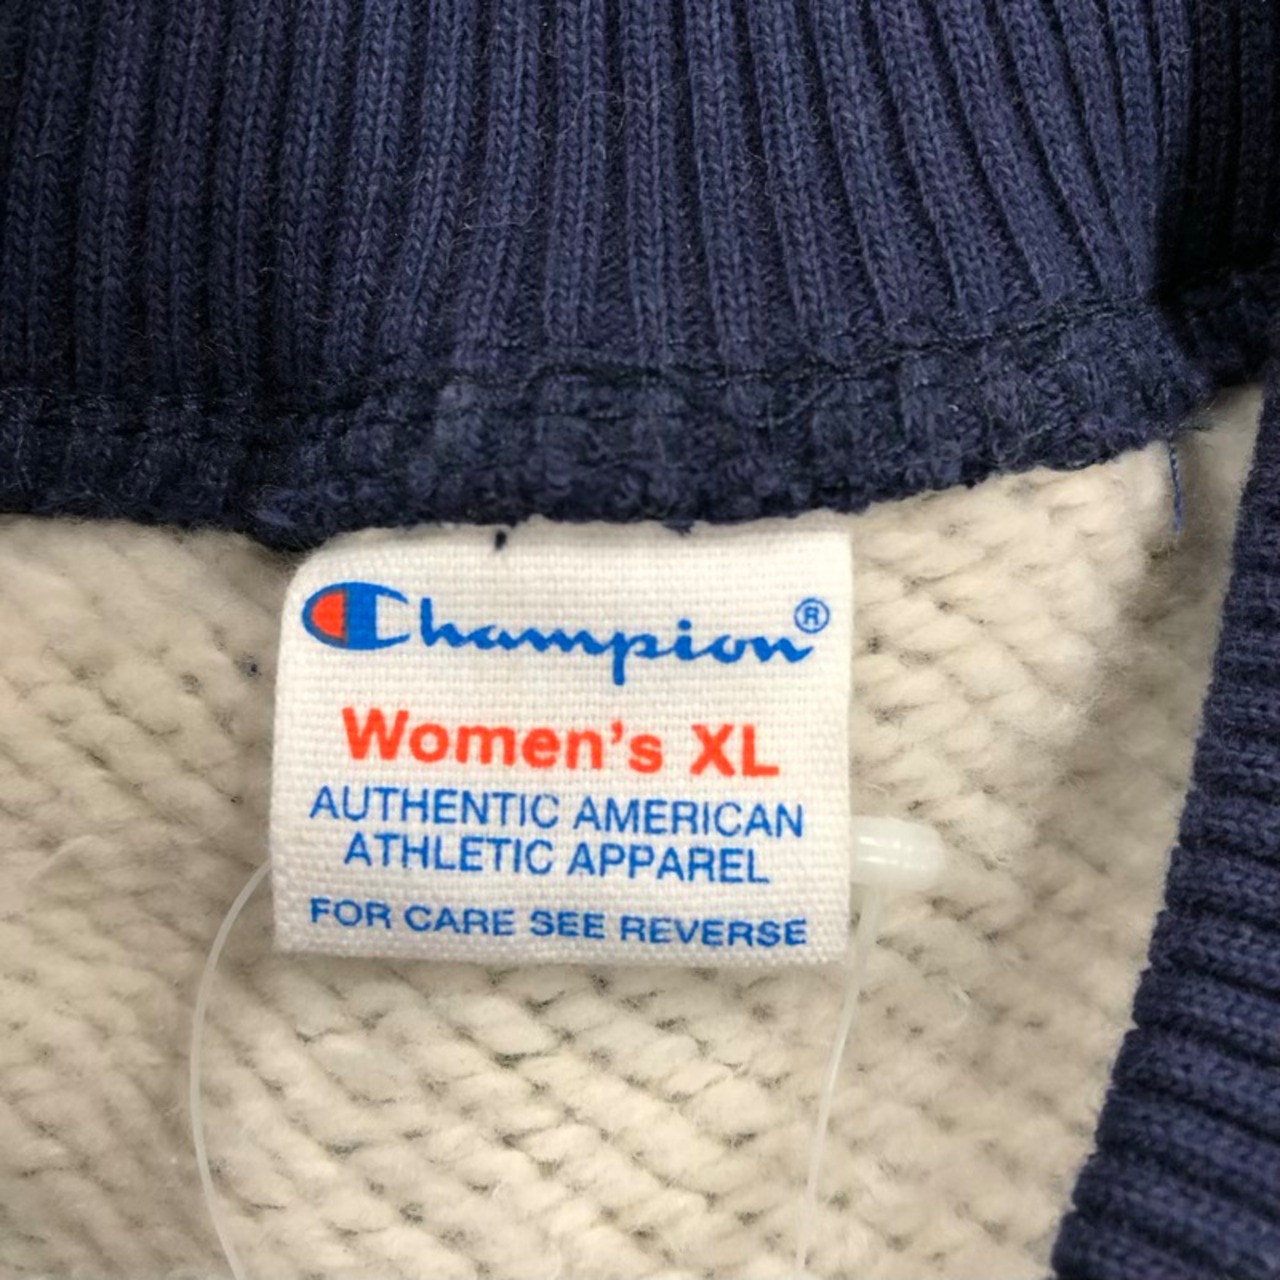 Champion®
Women's XL
AUTHENTIC AMERICAN
ATHLETIC APPAREL
FOR CARE SEE REVERSE